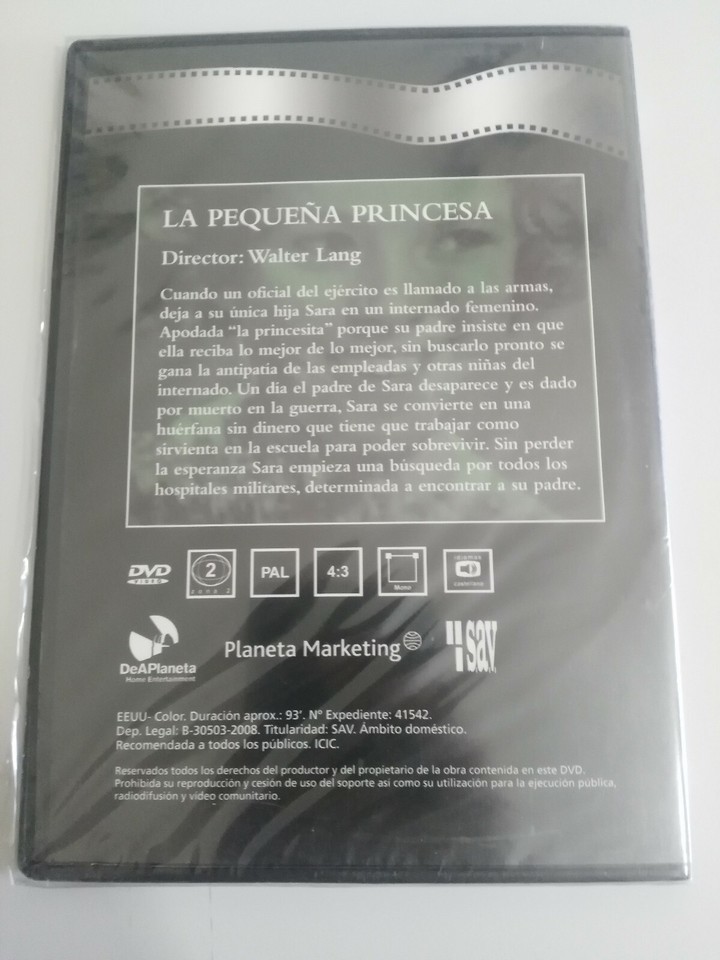 LA PEQUEÑA PRINCESA
Director: Walter Lang
Cuando un oficial del ejército es llamado a las armas,
deja a su única hija Sara en un internado femenino.
Apodada "la princesita" porque su padre insiste en que
ella reciba lo mejor de lo mejor, sin buscarlo pronto se
gana la antipatía de las empleadas y otras niñas del
internado. Un dia el padre de Sara desaparece y es dado
por muerto en la guerra, Sara se convierte en una
huérfana sin dinero que tiene que trabajar como
sirvienta en la escuela para poder sobrevivir. Sin perder
la esperanza Sara empieza una búsqueda por todos los
hospitales militares, determinada a encontrar a su padre.
DVD VIDEO
2 zona 2
PAL
4:3
Mono
IDIOMAS castellano
DeAPlaneta
Home Entertainment
Planeta Marketing
sav
EEUU- Color. Duración aprox.: 93'. Nº Expediente: 41542.
Dep. Legal: B-30503-2008. Titularidad: SAV. Ámbito doméstico.
Recomendada a todos los públicos. ICIC.
Reservados todos los derechos del productor y del propietario de la obra contenida en este DVD.
Prohibida su reproducción y cesión de uso del soporte asi como su utilización para la ejecución pública,
radiodifusión y vídeo comunitario.